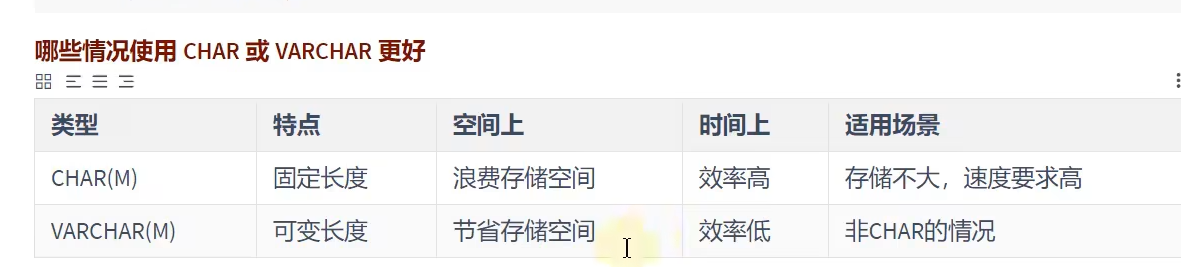 哪些情况使用 CHAR 或 VARCHAR 更好
类型 特点 空间上 时间上 适用场景
CHAR(M) 固定长度 浪费存储空间 效率高 存储不大，速度要求高
VARCHAR(M) 可变长度 节省存储空间 效率低 非CHAR的情况